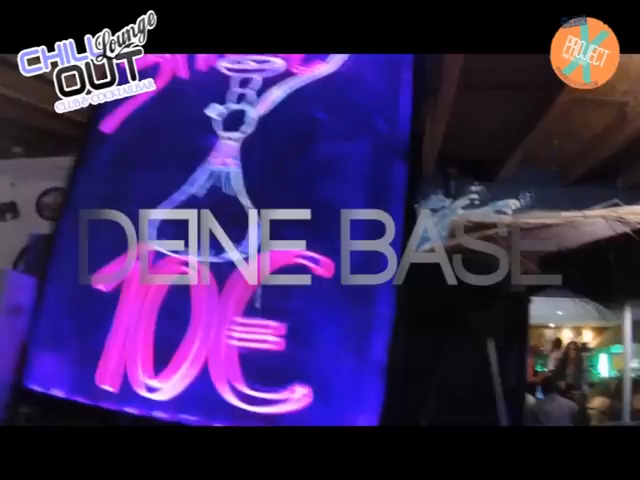 CHILL
Lounge
OUT
CLUB & COCKTAILBAR
PROJECT
X
DENE BASE
10€